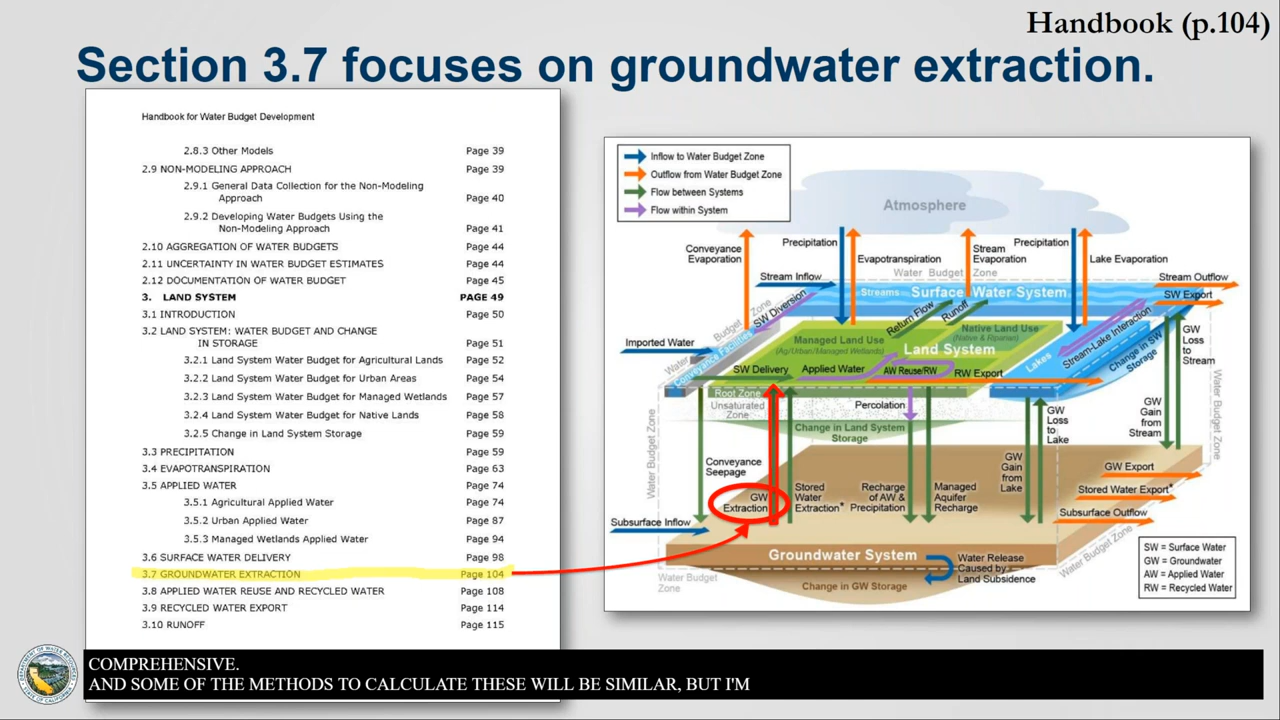 Handbook (p.104)
Section 3.7 focuses on groundwater extraction.
Handbook for Water Budget Development
2.8.3 Other Models Page 39
2.9 NON-MODELING APPROACH Page 39
2.9.1 General Data Collection for the Non-Modeling
Approach Page 40
2.9.2 Developing Water Budgets Using the
Non-Modeling Approach Page 41
2.10 AGGREGATION OF WATER BUDGETS Page 44
2.11 UNCERTAINTY IN WATER BUDGET ESTIMATES Page 44
2.12 DOCUMENTATION OF WATER BUDGET Page 45
3. LAND SYSTEM PAGE 49
3.1 INTRODUCTION Page 50
3.2 LAND SYSTEM: WATER BUDGET AND CHANGE
IN STORAGE Page 51
3.2.1 Land System Water Budget for Agricultural Lands Page 52
3.2.2 Land System Water Budget for Urban Areas Page 54
3.2.3 Land System Water Budget for Managed Wetlands Page 57
3.2.4 Land System Water Budget for Native Lands Page 58
3.2.5 Change in Land System Storage Page 59
3.3 PRECIPITATION Page 59
3.4 EVAPOTRANSPIRATION Page 63
3.5 APPLIED WATER Page 74
3.5.1 Agricultural Applied Water Page 74
3.5.2 Urban Applied Water Page 87
3.5.3 Managed Wetlands Applied Water Page 94
3.6 SURFACE WATER DELIVERY Page 98
3.7 GROUNDWATER EXTRACTION Page 104
3.8 APPLIED WATER REUSE AND RECYCLED WATER Page 108
3.9 RECYCLED WATER EXPORT Page 114
3.10 RUNOFF Page 115
Inflow to Water Budget Zone
Outflow from Water Budget Zone
Flow between Systems
Flow within System
Atmosphere
Conveyance
Evaporation
Precipitation
Evapotranspiration
Stream
Evaporation
Precipitation
Lake Evaporation
Water Budget Zone
Stream Inflow
Stream Outflow
Streams
Surface Water System
SW Export
SW Diversion
Return Flow
Runoff
Stream-Lake Interaction
Change in SW
Storage
GW
Loss
to
Stream
Imported Water
Water Budget Zone
Conveyance Facilities
Managed Land Use
(Ag/Urban/Managed Wetlands)
Native Land Use
(Native & Riparian)
Land System
Lakes
SW Delivery
Applied Water
AW Reuse/RW
RW Export
Root Zone
Unsaturated
Zone
Percolation
Change in Land System
Storage
GW
Loss
to
Lake
GW
Gain
from
Stream
Water Budget Zone
Water Budget Zone
Conveyance
Seepage
GW
Extraction
Stored
Water
Extraction*
Recharge
of AW &
Precipitation
Managed
Aquifer
Recharge
GW
Gain
from
Lake
GW Export
Stored Water Export*
Subsurface Outflow
Subsurface Inflow
Groundwater System
Water Release
Caused by
Land Subsidence
Water Budget
Zone
Change in GW Storage
Water Budget Zone
SW = Surface Water
GW = Groundwater
AW = Applied Water
RW = Recycled Water
COMPREHENSIVE.
AND SOME OF THE METHODS TO CALCULATE THESE WILL BE SIMILAR, BUT I'M